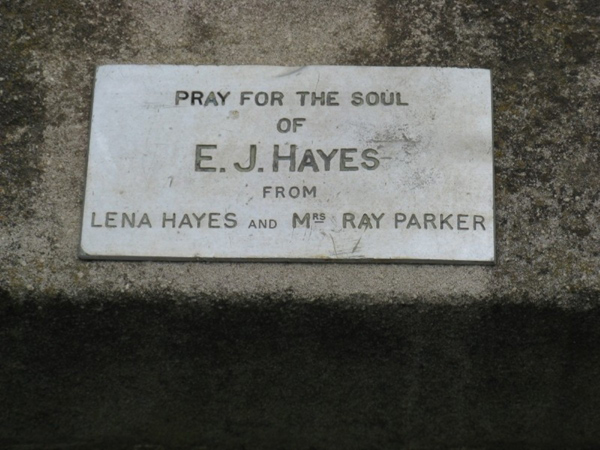 PRAY FOR THE SOUL
OF
E. J. HAYES
FROM
LENA HAYES AND MRS RAY PARKER